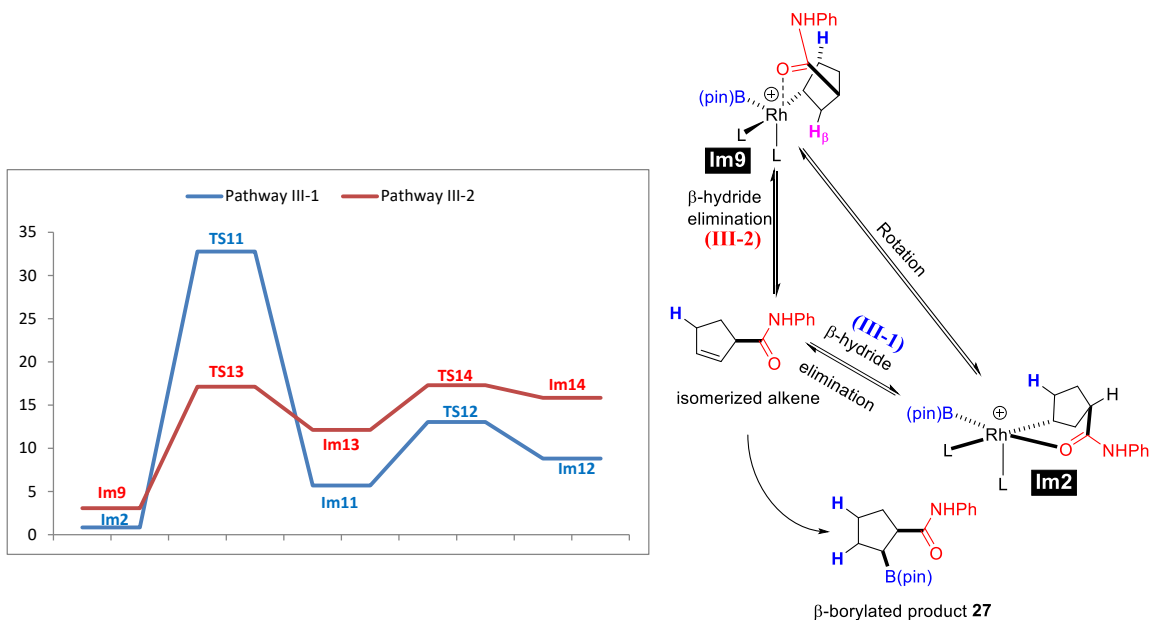 Pathway III-1
Pathway III-2
35
30
25
20
15
10
5
0
TS11
TS13
TS14
Im14
TS12
Im13
Im12
Im9
Im11
Im2
NHPh
H
O
(pin)B
Rh
L
Hβ
L
Im9
β-hydride
elimination
(III-2)
Rotation
H
NHPh
O
isomerized alkene
(III-1)
β-hydride
elimination
H
H
(pin)B
Rh
L
O
NHPh
L
Im2
H
NHPh
O
H
B(pin)
β-borylated product 27